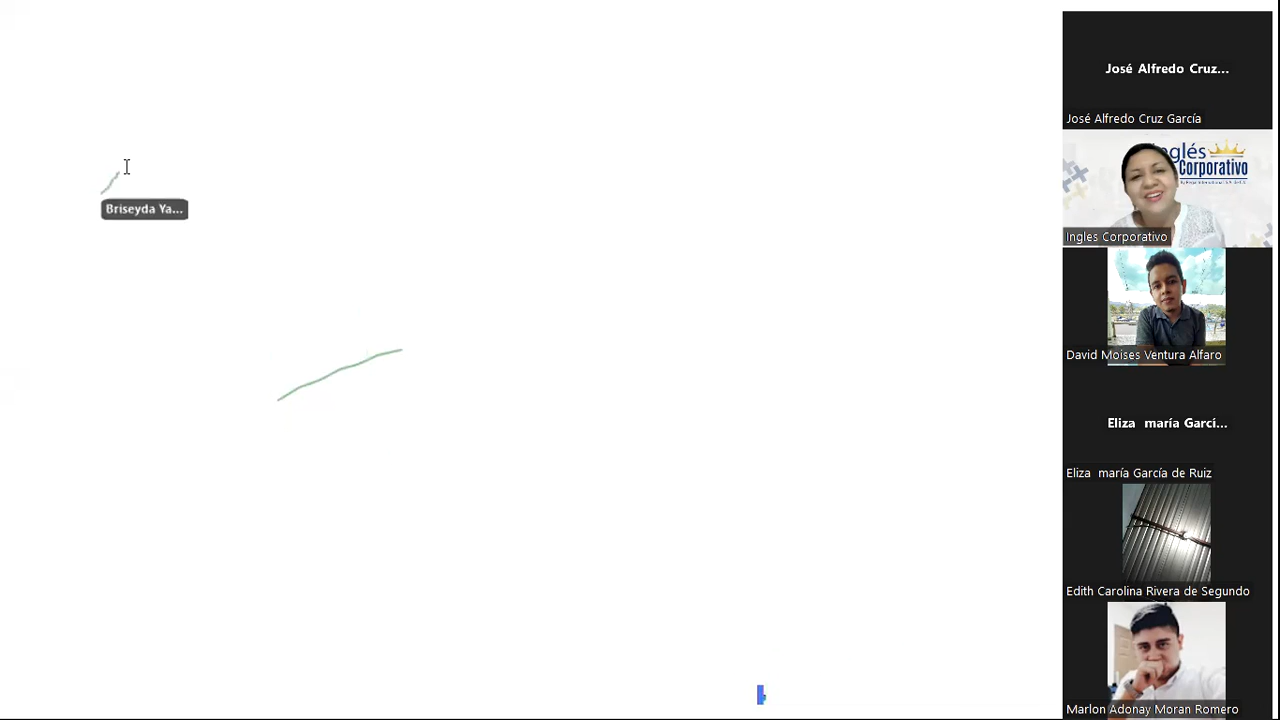 Briseyda Ya...
José Alfredo Cruz...
José Alfredo Cruz García
Inglés
Corporativo
Ingles Corporativo
David Moises Ventura Alfaro
Eliza maría Garcí...
Eliza maría García de Ruiz
Edith Carolina Rivera de Segundo
Marlon Adonay Moran Romero